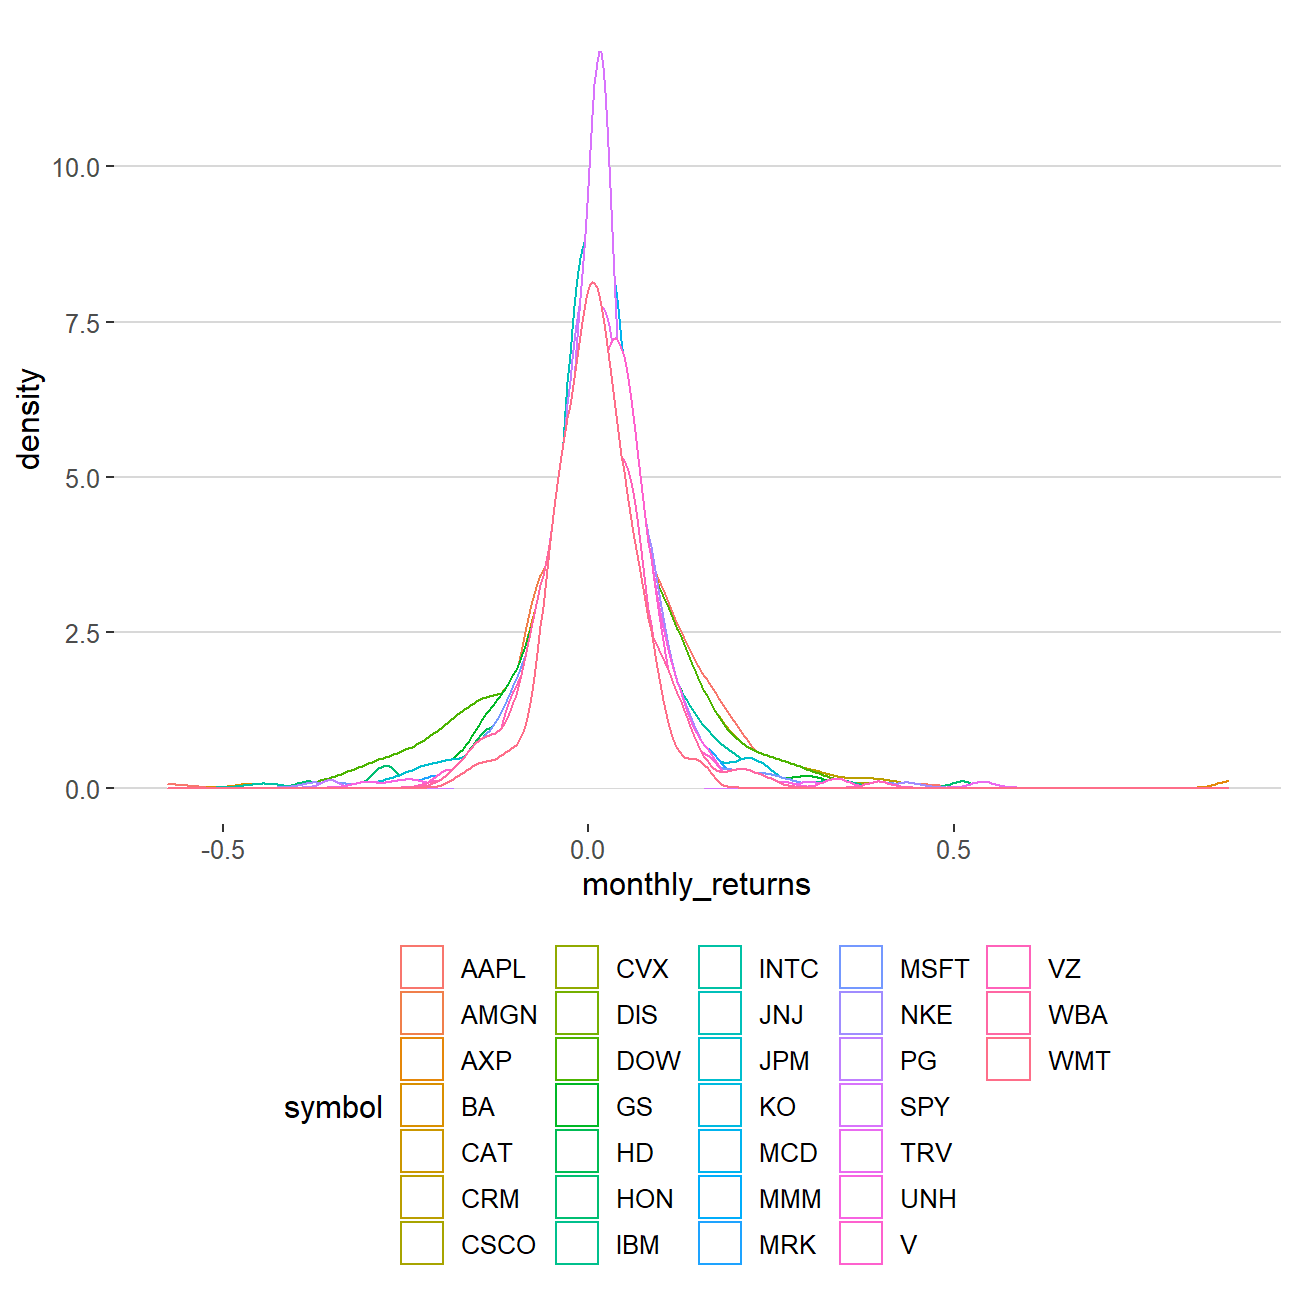 10.0
7.5
5.0
2.5
0.0
density
-0.5 0.0 0.5
monthly_returns
symbol
AAPL CVX INTC MSFT VZ
AMGN DIS JNJ NKE WBA
AXP DOW JPM PG WMT
BA GS KO SPY
CAT HD MCD TRV
CRM HON MMM UNH
CSCO IBM MRK V